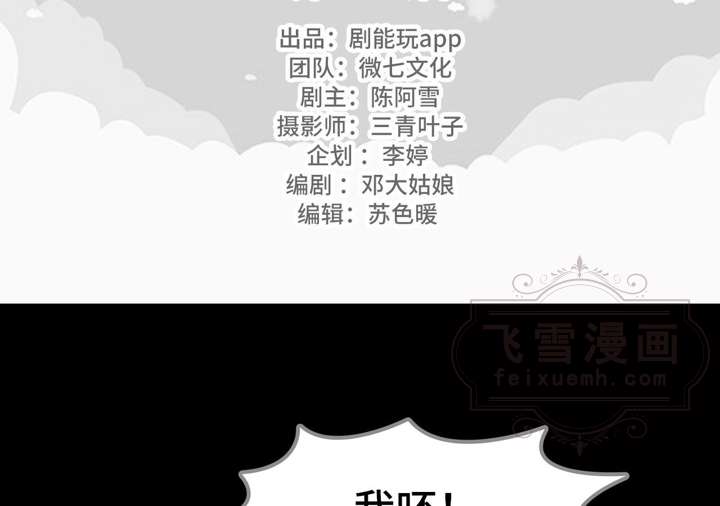 出品：剧能玩app
团队：微七文化
剧主：陈阿雪
摄影师：三青叶子
企划：李婷
编剧：邓大姑娘
编辑：苏色暖
飞雪漫画
feixuemh.com
我呸！